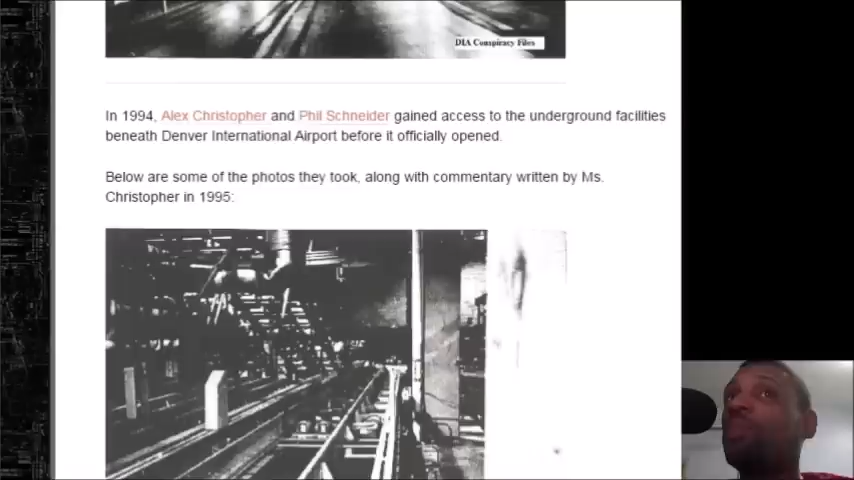 DIA Conspiracy Files
In 1994, Alex Christopher and Phil Schneider gained access to the underground facilities
beneath Denver International Airport before it officially opened.
Below are some of the photos they took, along with commentary written by Ms.
Christopher in 1995: